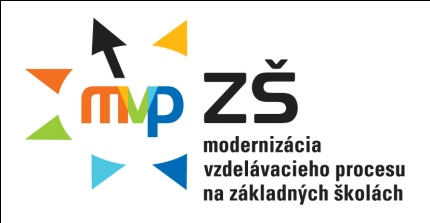 mvp ZŠ
modernizácia
vzdelávacieho procesu
na základných školách